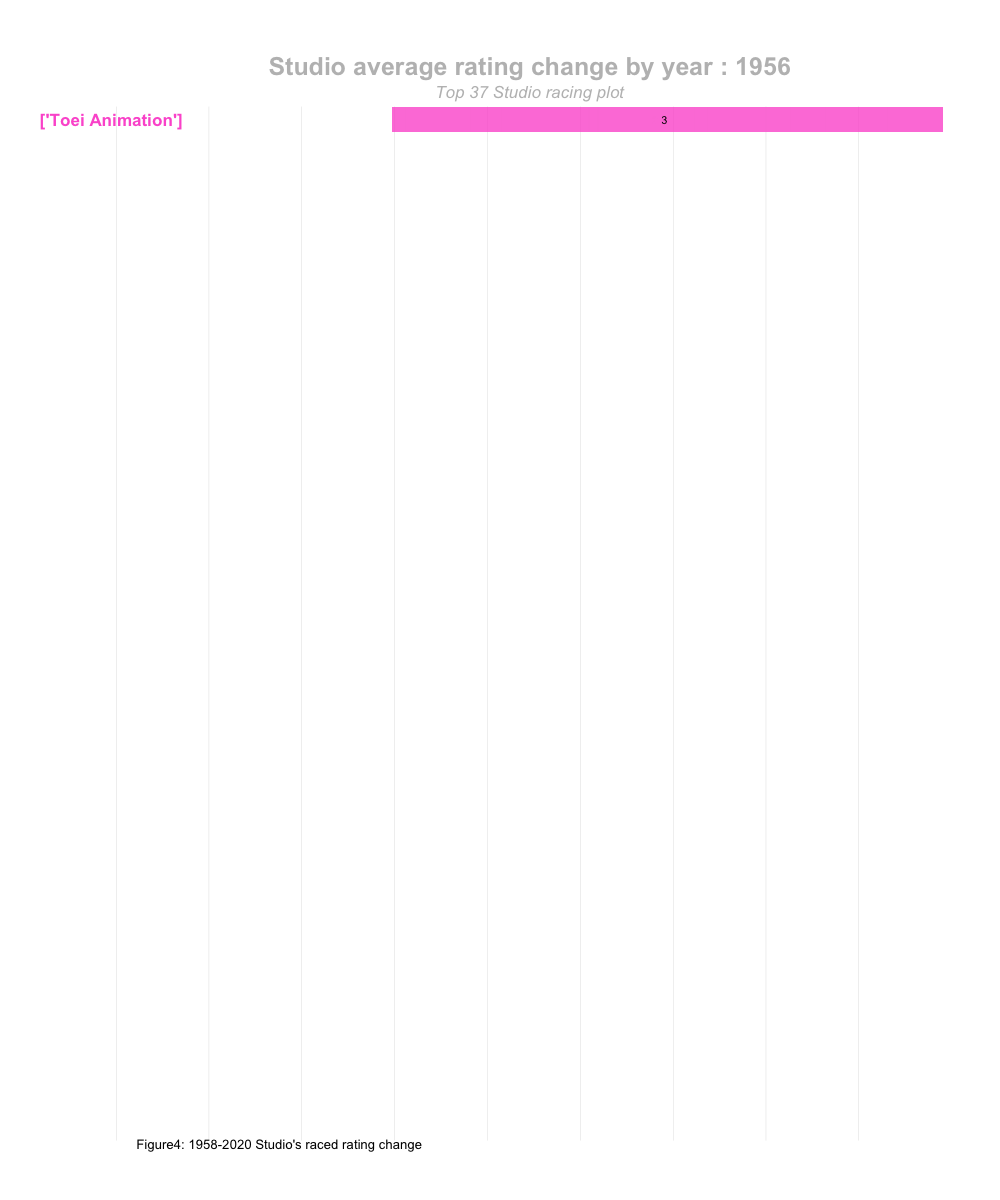 Studio average rating change by year : 1956
Top 37 Studio racing plot
['Toei Animation']
3
Figure4: 1958-2020 Studio's raced rating change